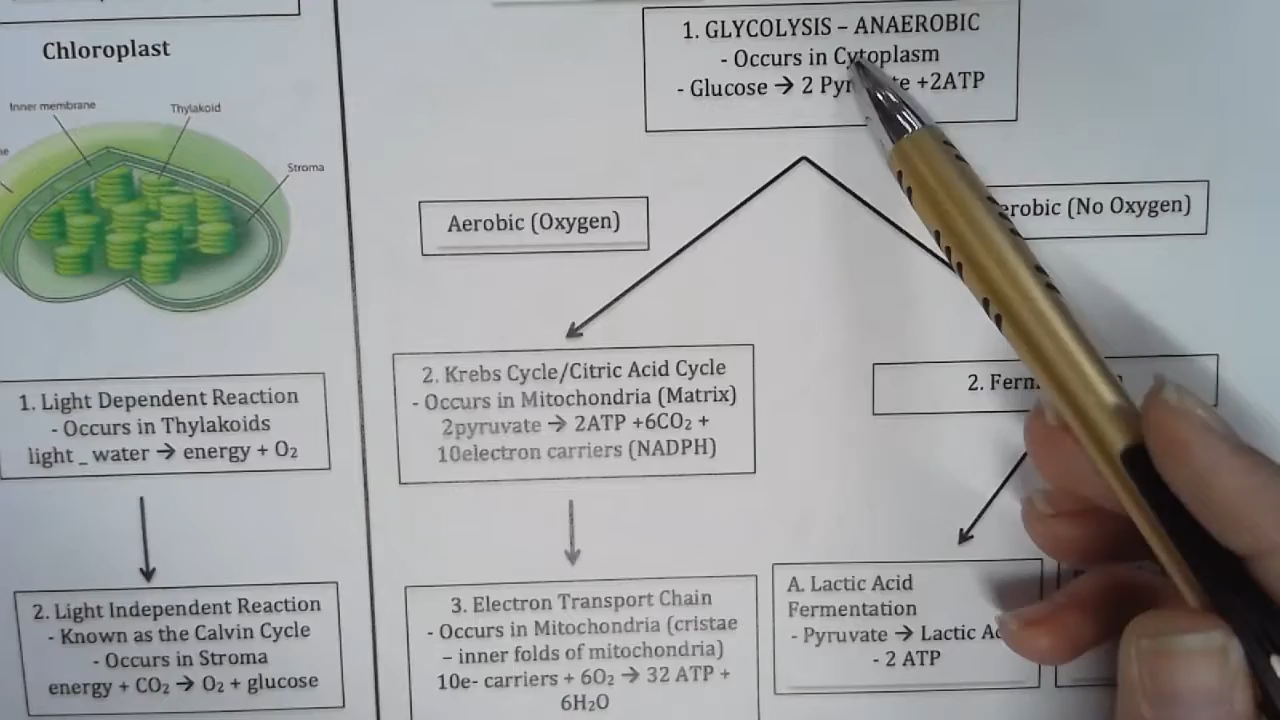 Chloroplast
Inner membrane
Thylakoid
Stroma
1. Light Dependent Reaction
- Occurs in Thylakoids
light _ water → energy + O₂
2. Light Independent Reaction
- Known as the Calvin Cycle
- Occurs in Stroma
energy + CO₂ → O₂ + glucose
1. GLYCOLYSIS – ANAEROBIC
- Occurs in Cytoplasm
- Glucose → 2 +2ATP
Aerobic (Oxygen)
(No Oxygen)
2. Krebs Cycle/Citric Acid Cycle
- Occurs in Mitochondria (Matrix)
2pyruvate → 2ATP +6CO₂ +
10electron carriers (NADPH)
3. Electron Transport Chain
- Occurs in Mitochondria (cristae
– inner folds of mitochondria)
10e- carriers + 6O₂ → 32 ATP +
6H₂O
2.
A. Lactic Acid
Fermentation
- Pyruvate → Lactic
- 2 ATP